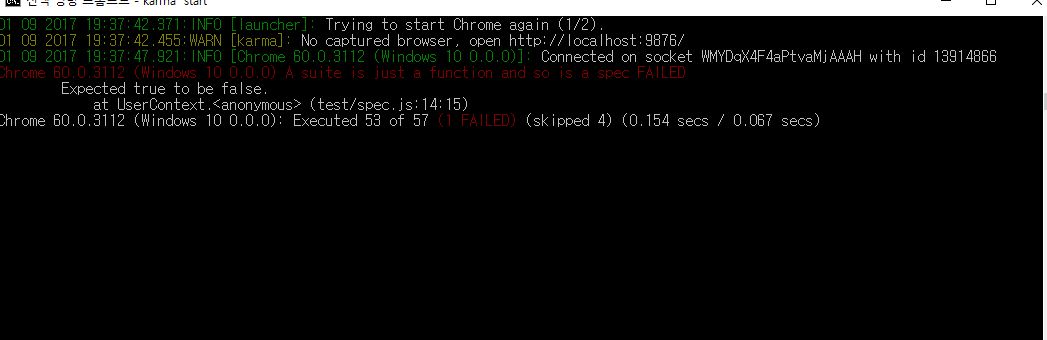 karma start
01 09 2017 19:37:42.371:INFO [launcher]: Trying to start Chrome again (1/2).
01 09 2017 19:37:42.455:WARN [karma]: No captured browser, open http://localhost:9876/
01 09 2017 19:37:47.921:INFO [Chrome 60.0.3112 (Windows 10 0.0.0)]: Connected on socket WMYDqX4F4aPtvaMjAAAH with id 13914866
Chrome 60.0.3112 (Windows 10 0.0.0) A suite is just a function and so is a spec FAILED
Expected true to be false.
at UserContext.<anonymous> (test/spec.js:14:15)
Chrome 60.0.3112 (Windows 10 0.0.0): Executed 53 of 57 (1 FAILED) (skipped 4) (0.154 secs / 0.067 secs)